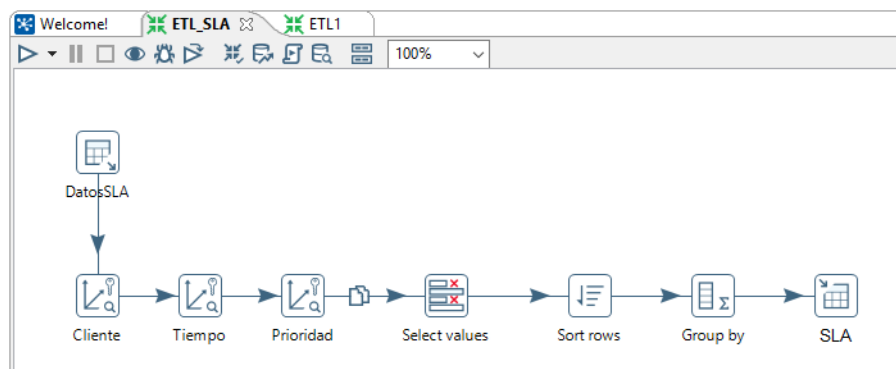 Welcome!
ETL_SLA
ETL1
100%
DatosSLA
Cliente
Tiempo
Prioridad
Select values
Sort rows
Group by
SLA